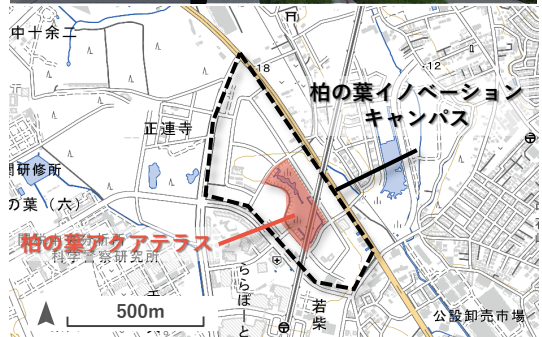 中十余二
18
-12
柏の葉イノベーション
キャンパス
正連寺
研修所
の葉（六）
柏の葉アクアテラス
科学警察研究所
ららぽーと
若柴
公設卸売市場
500m